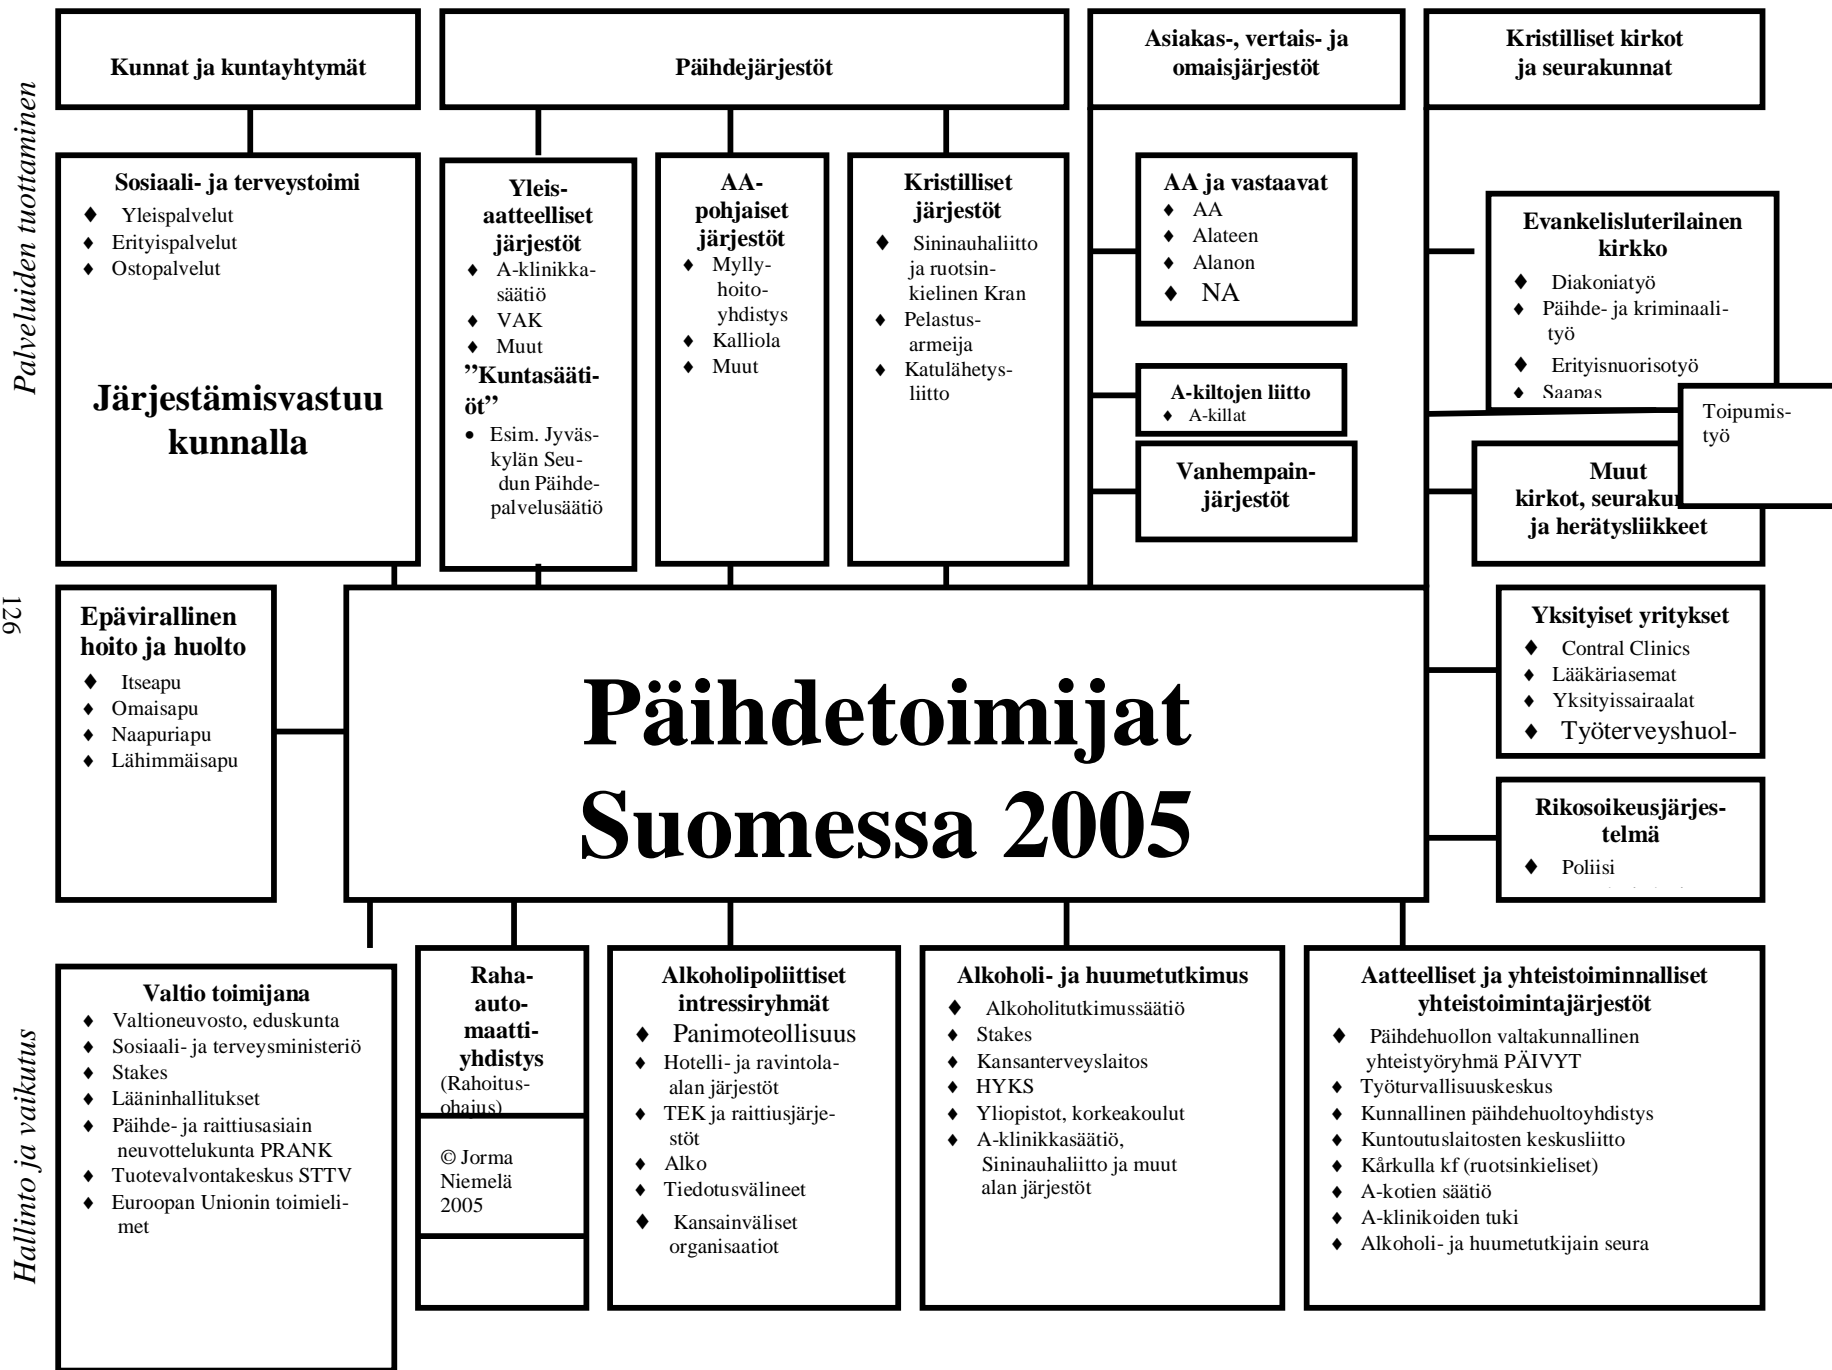 Palveluiden tuottaminen
126
Hallinto ja vaikutus
Kunnat ja kuntayhtymät
Päihdejärjestöt
Asiakas-, vertais- ja
omaisjärjestöt
Kristilliset kirkot
ja seurakunnat
Sosiaali- ja terveystoimi
♦ Yleispalvelut
♦ Erityispalvelut
♦ Ostopalvelut
Järjestämisvastuu
kunnalla
Yleis-
aatteelliset
järjestöt
♦ A-klinikka-
säätiö
♦ VAK
♦ Muut
”Kuntasääti-
öt”
• Esim. Jyväs-
kylän Seu-
dun Päihde-
palvelusäätiö
AA-
pohjaiset
järjestöt
♦ Mylly-
hoito-
yhdistys
♦ Kalliola
♦ Muut
Kristilliset
järjestöt
♦ Sininauhaliitto
ja ruotsin-
kielinen Kran
♦ Pelastus-
armeija
♦ Katulähetys-
liitto
AA ja vastaavat
♦ AA
♦ Alateen
♦ Alanon
♦ NA
A-kiltojen liitto
♦ A-killat
Vanhempain-
järjestöt
Evankelisluterilainen
kirkko
♦ Diakoniatyö
♦ Päihde- ja kriminaali-
työ
♦ Erityisnuorisotyö
♦ Saapas
Toipumis-
työ
Muut
kirkot, seurakun
ja herätysliikkeet
Epävirallinen
hoito ja huolto
♦ Itseapu
♦ Omaisapu
♦ Naapuriapu
♦ Lähimmäisapu
Päihdetoimijat
Suomessa 2005
Yksityiset yritykset
♦ Contral Clinics
♦ Lääkäriasemat
♦ Yksityissairaalat
♦ Työterveyshuol-
Rikosoikeusjärjes-
telmä
♦ Poliisi
Valtio toimijana
♦ Valtioneuvosto, eduskunta
♦ Sosiaali- ja terveysministeriö
♦ Stakes
♦ Lääninhallitukset
♦ Päihde- ja raittiusasiain
neuvottelukunta PRANK
♦ Tuotevalvontakeskus STTV
♦ Euroopan Unionin toimieli-
met
Raha-
auto-
maatti-
yhdistys
(Rahoitus-
ohajus)
© Jorma
Niemelä
2005
Alkoholipoliittiset
intressiryhmät
♦ Panimoteollisuus
♦ Hotelli- ja ravintola-
alan järjestöt
♦ TEK ja raittiusjärje-
stöt
♦ Alko
♦ Tiedotusvälineet
♦ Kansainväliset
organisaatiot
Alkoholi- ja huumetutkimus
♦ Alkoholitutkimussäätiö
♦ Stakes
♦ Kansanterveyslaitos
♦ HYKS
♦ Yliopistot, korkeakoulut
♦ A-klinikkasäätiö,
Sininauhaliitto ja muut
alan järjestöt
Aatteelliset ja yhteistoiminnalliset
yhteistoimintajärjestöt
♦ Päihdehuollon valtakunnallinen
yhteistyöryhmä PÄIVYT
♦ Työturvallisuuskeskus
♦ Kunnallinen päihdehuoltoyhdistys
♦ Kuntoutuslaitosten keskusliitto
♦ Kårkulla kf (ruotsinkieliset)
♦ A-kotien säätiö
♦ A-klinikoiden tuki
♦ Alkoholi- ja huumetutkijain seura